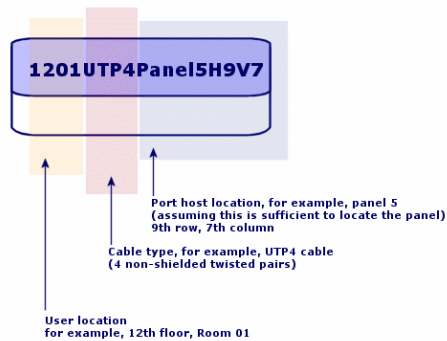 1201UTP4Panel5H9V7
Port host location, for example, panel 5
(assuming this is sufficient to locate the panel)
9th row, 7th column
Cable type, for example, UTP4 cable
(4 non-shielded twisted pairs)
User location
for example, 12th floor, Room 01